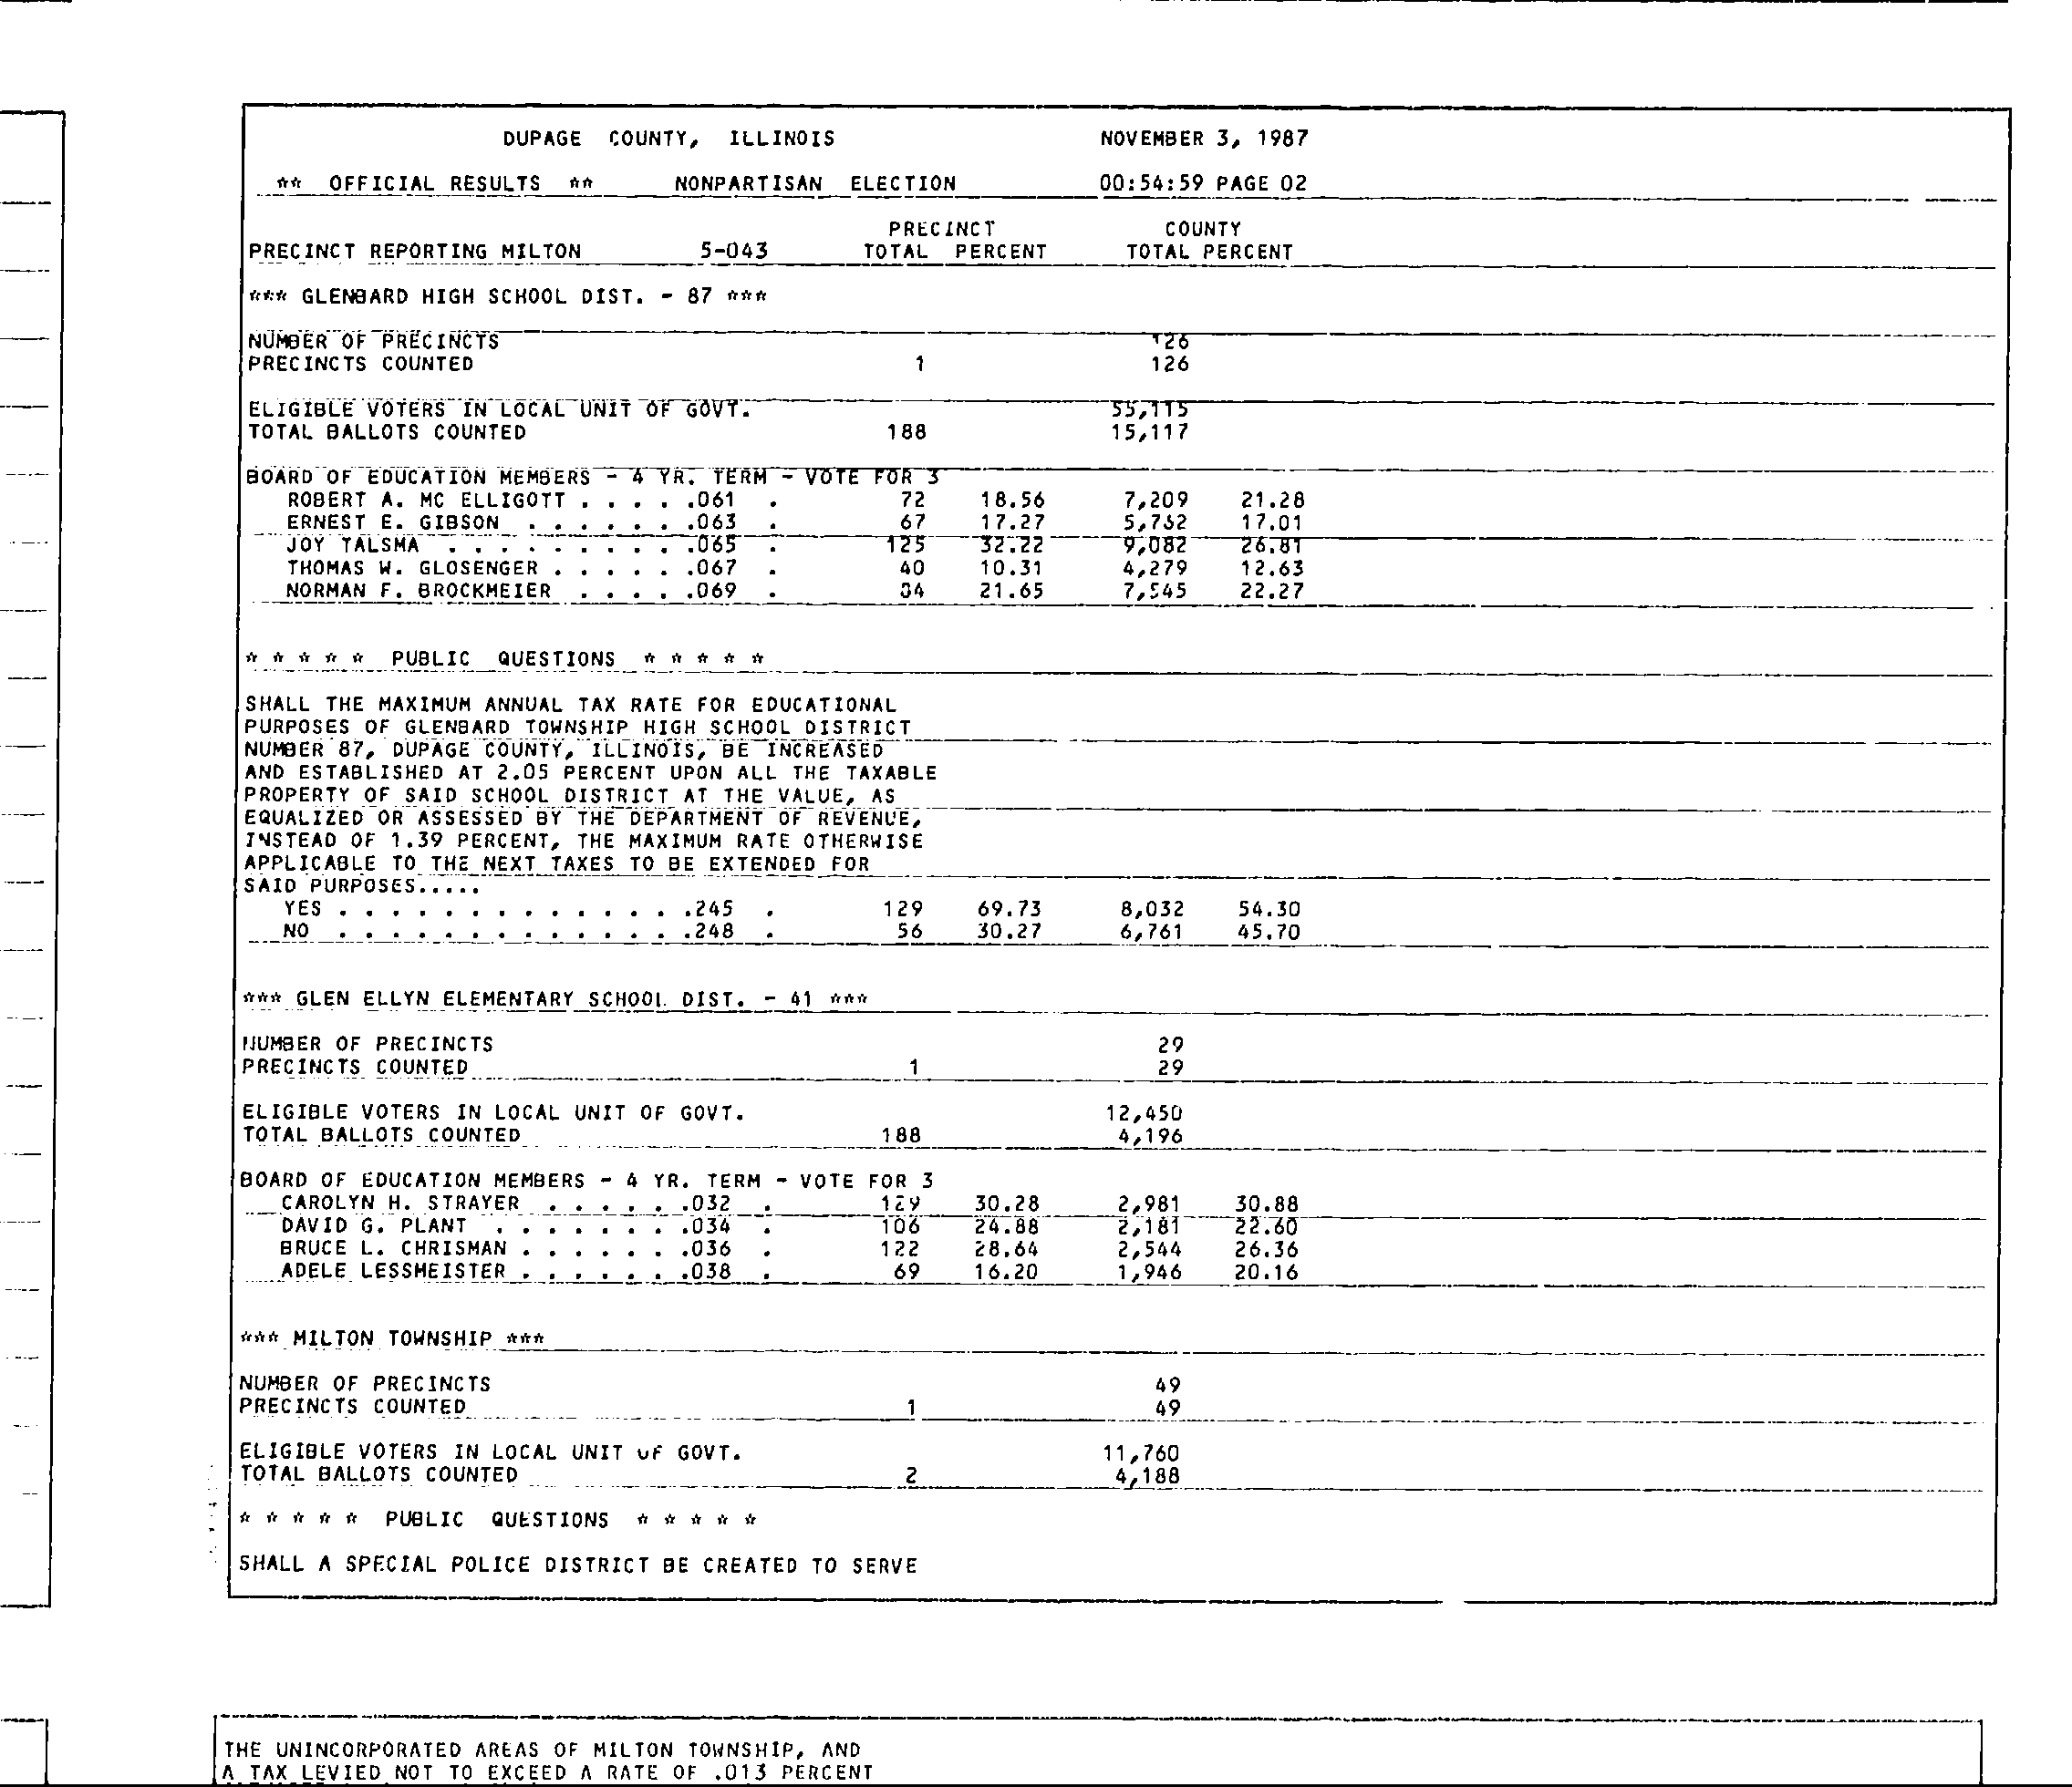 DUPAGE COUNTY, ILLINOIS NOVEMBER 3, 1987
** OFFICIAL RESULTS ** NONPARTISAN ELECTION 00:54:59 PAGE 02
PRECINCT COUNTY
PRECINCT REPORTING MILTON 5-043 TOTAL PERCENT TOTAL PERCENT
*** GLENBARD HIGH SCHOOL DIST. - 87 ***
NUMBER OF PRECINCTS 126
PRECINCTS COUNTED 1 126
ELIGIBLE VOTERS IN LOCAL UNIT OF GOVT. 55,115
TOTAL BALLOTS COUNTED 188 15,117
BOARD OF EDUCATION MEMBERS - 4 YR. TERM - VOTE FOR 3
ROBERT A. MC ELLIGOTT . . . . .061 . 72 18.56 7,209 21.28
ERNEST E. GIBSON . . . . . . .063 . 67 17.27 5,762 17.01
JOY TALSMA . . . . . . . . . .065 . 125 32.22 9,082 26.81
THOMAS W. GLOSENGER . . . . . .067 . 40 10.31 4,279 12.63
NORMAN F. BROCKMEIER . . . . .069 . 84 21.65 7,545 22.27
* * * * * PUBLIC QUESTIONS * * * * *
SHALL THE MAXIMUM ANNUAL TAX RATE FOR EDUCATIONAL
PURPOSES OF GLENBARD TOWNSHIP HIGH SCHOOL DISTRICT
NUMBER 87, DUPAGE COUNTY, ILLINOIS, BE INCREASED
AND ESTABLISHED AT 2.05 PERCENT UPON ALL THE TAXABLE
PROPERTY OF SAID SCHOOL DISTRICT AT THE VALUE, AS
EQUALIZED OR ASSESSED BY THE DEPARTMENT OF REVENUE,
INSTEAD OF 1.39 PERCENT, THE MAXIMUM RATE OTHERWISE
APPLICABLE TO THE NEXT TAXES TO BE EXTENDED FOR
SAID PURPOSES.....
YES . . . . . . . . . . . . . .245 . 129 69.73 8,032 54.30
NO . . . . . . . . . . . . . .248 . 56 30.27 6,761 45.70
*** GLEN ELLYN ELEMENTARY SCHOOL DIST. - 41 ***
NUMBER OF PRECINCTS 29
PRECINCTS COUNTED 1 29
ELIGIBLE VOTERS IN LOCAL UNIT OF GOVT. 12,450
TOTAL BALLOTS COUNTED 188 4,196
BOARD OF EDUCATION MEMBERS - 4 YR. TERM - VOTE FOR 3
CAROLYN H. STRAYER . . . . . .032 . 129 30.28 2,981 30.88
DAVID G. PLANT . . . . . . . .034 . 106 24.88 2,181 22.60
BRUCE L. CHRISMAN . . . . . . .036 . 122 28.64 2,544 26.36
ADELE LESSMEISTER . . . . . . .038 . 69 16.20 1,946 20.16
*** MILTON TOWNSHIP ***
NUMBER OF PRECINCTS 49
PRECINCTS COUNTED 1 49
ELIGIBLE VOTERS IN LOCAL UNIT OF GOVT. 11,760
TOTAL BALLOTS COUNTED 2 4,188
* * * * * PUBLIC QUESTIONS * * * * *
SHALL A SPECIAL POLICE DISTRICT BE CREATED TO SERVE
THE UNINCORPORATED AREAS OF MILTON TOWNSHIP, AND
A TAX LEVIED NOT TO EXCEED A RATE OF .013 PERCENT